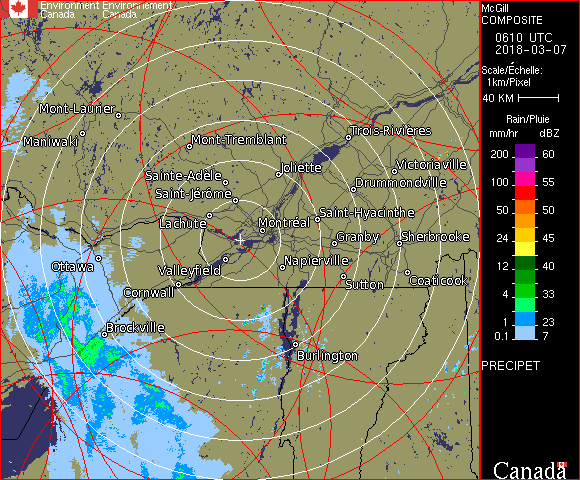 Environment Environnement
Canada Canada
McGill
COMPOSITE
0610 UTC
2018-03-07
Scale/Échelle:
1km/Pixel
40 KM
Rain/Pluie
mm/hr dBZ
200 60
100 55
50 50
24 45
12 40
4 33
1 23
0.1 7
PRECIPET
Canada
Mont-Laurier
Maniwaki
Mont-Tremblant
Trois-Rivières
Sainte-Adèle
Joliette
Victoriaville
Saint-Jérôme
Drummondville
Lachute
Montréal
Saint-Hyacinthe
Granby
Sherbrooke
Ottawa
Valleyfield
Napierville
Cornwall
Sutton
Coaticook
Brockville
Burlington